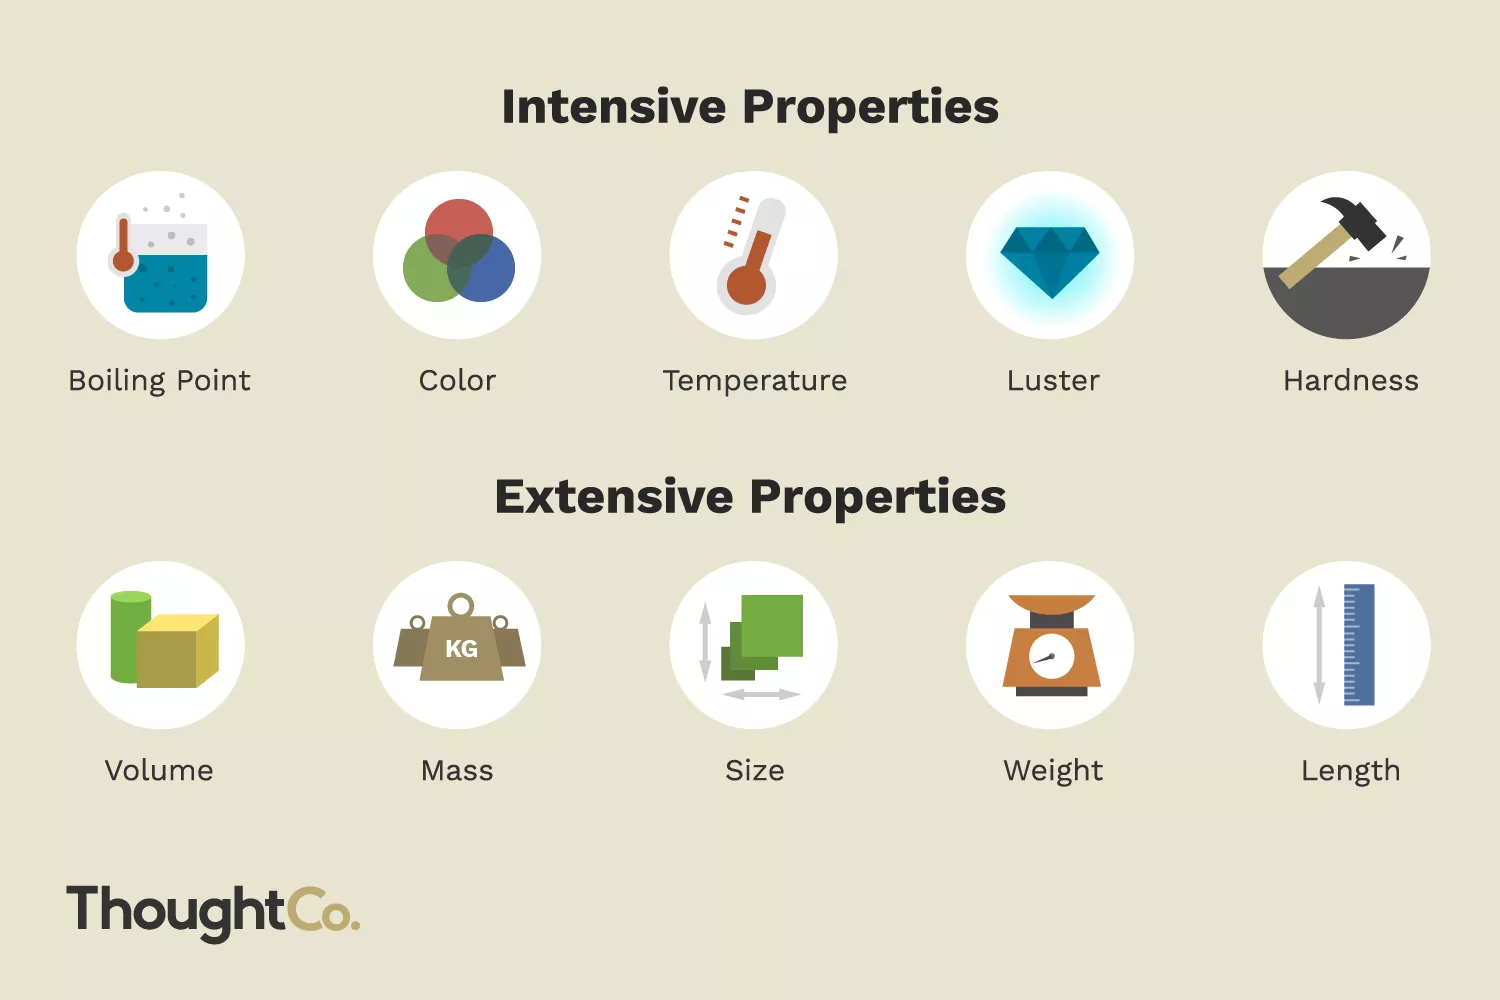 Intensive Properties
Boiling Point
Color
Temperature
Luster
Hardness
Extensive Properties
KG
Volume
Mass
Size
Weight
Length
ThoughtCo.